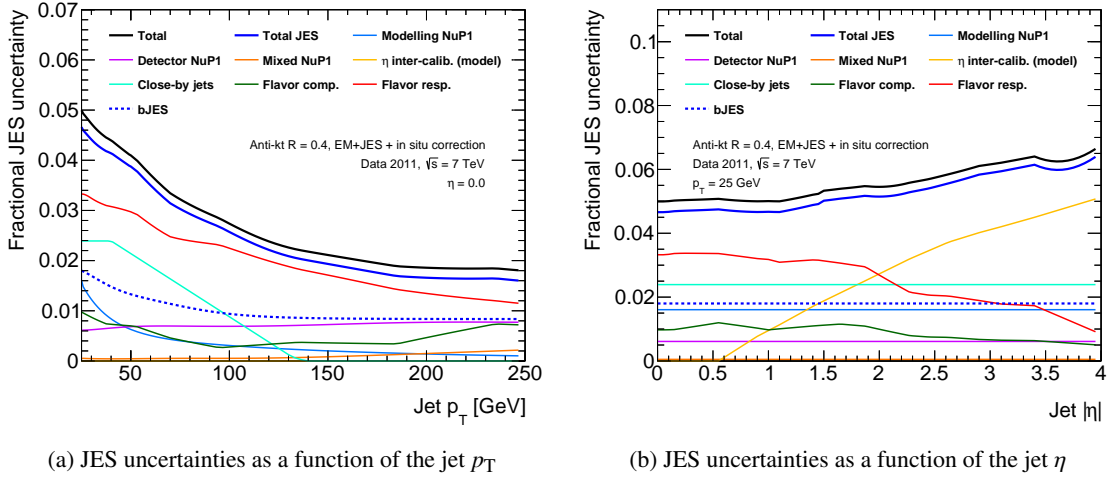 Fractional JES uncertainty
0.07
0.06
0.05
0.04
0.03
0.02
0.01
0
Total
Total JES
Modelling NuP1
Detector NuP1
Mixed NuP1
η inter-calib. (model)
Close-by jets
Flavor comp.
Flavor resp.
bJES
Anti-kt R = 0.4, EM+JES + in situ correction
Data 2011, √s = 7 TeV
η = 0.0
50 100 150 200 250
Jet p_T [GeV]
(a) JES uncertainties as a function of the jet p_T
Fractional JES uncertainty
0.1
0.08
0.06
0.04
0.02
0
Total
Total JES
Modelling NuP1
Detector NuP1
Mixed NuP1
η inter-calib. (model)
Close-by jets
Flavor comp.
Flavor resp.
bJES
Anti-kt R = 0.4, EM+JES + in situ correction
Data 2011, √s = 7 TeV
p_T = 25 GeV
0 0.5 1 1.5 2 2.5 3 3.5 4
Jet |η|
(b) JES uncertainties as a function of the jet η